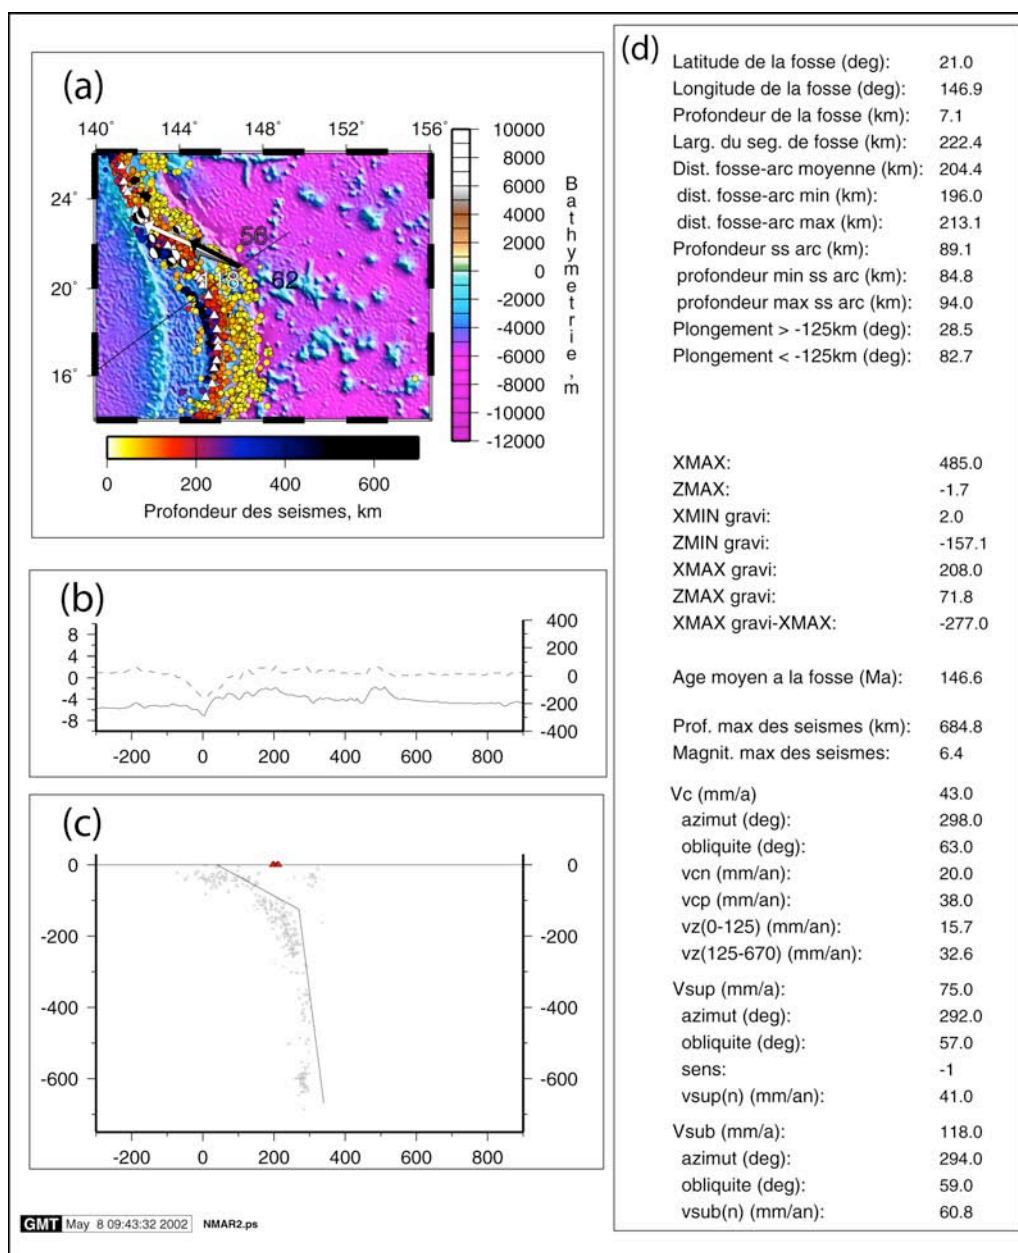 (a)
140° 144° 148° 152° 156°
24°
20°
16°
56
18 62
10000
8000
6000
4000
2000
0
-2000
-4000
-6000
-8000
-10000
-12000
Bathymetrie, m
0 200 400 600
Profondeur des seismes, km
(b)
8
4
0
-4
-8
400
200
0
-200
-400
-200 0 200 400 600 800
(c)
0
-200
-400
-600
0
-200
-400
-600
-200 0 200 400 600 800
GMT May 8 09:43:32 2002 NMAR2.ps
(d)
Latitude de la fosse (deg): 21.0
Longitude de la fosse (deg): 146.9
Profondeur de la fosse (km): 7.1
Larg. du seg. de fosse (km): 222.4
Dist. fosse-arc moyenne (km): 204.4
dist. fosse-arc min (km): 196.0
dist. fosse-arc max (km): 213.1
Profondeur ss arc (km): 89.1
profondeur min ss arc (km): 84.8
profondeur max ss arc (km): 94.0
Plongement > -125km (deg): 28.5
Plongement < -125km (deg): 82.7
XMAX: 485.0
ZMAX: -1.7
XMIN gravi: 2.0
ZMIN gravi: -157.1
XMAX gravi: 208.0
ZMAX gravi: 71.8
XMAX gravi-XMAX: -277.0
Age moyen a la fosse (Ma): 146.6
Prof. max des seismes (km): 684.8
Magnit. max des seismes: 6.4
Vc (mm/a) 43.0
azimut (deg): 298.0
obliquite (deg): 63.0
vcn (mm/an): 20.0
vcp (mm/an): 38.0
vz(0-125) (mm/an): 15.7
vz(125-670) (mm/an): 32.6
Vsup (mm/a): 75.0
azimut (deg): 292.0
obliquite (deg): 57.0
sens: -1
vsup(n) (mm/an): 41.0
Vsub (mm/a): 118.0
azimut (deg): 294.0
obliquite (deg): 59.0
vsub(n) (mm/an): 60.8